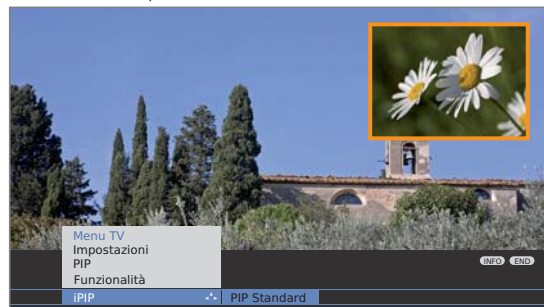 Menu TV
Impostazioni
PIP
Funzionalità
INFO END
iPIP PIP Standard